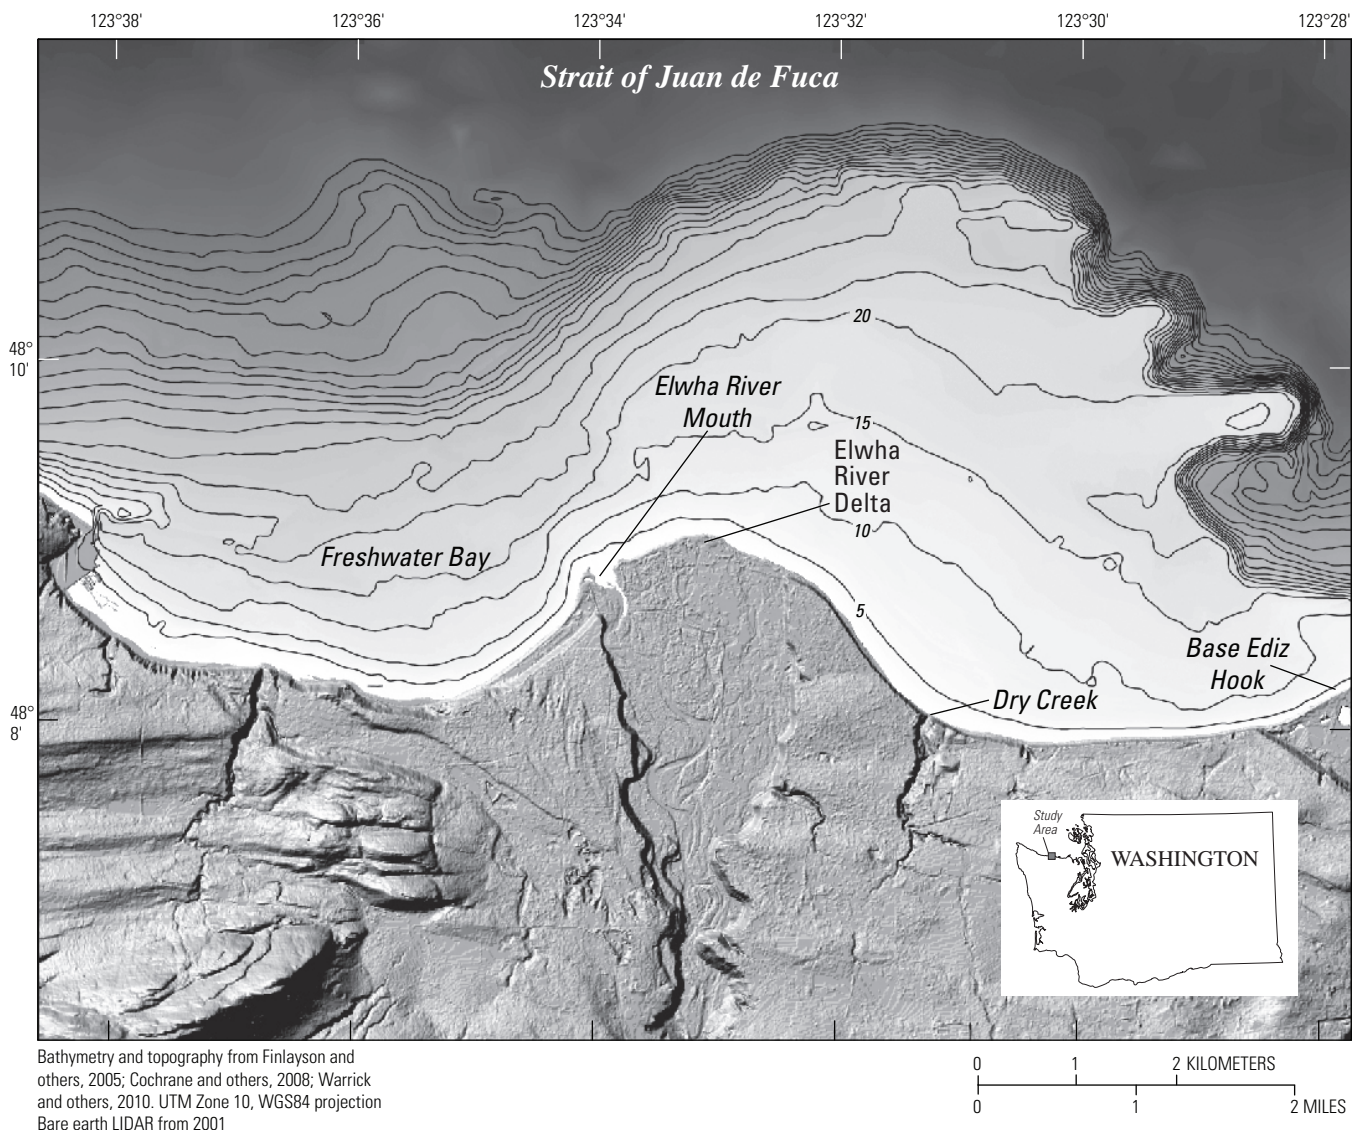 123°38' 123°36' 123°34' 123°32' 123°30' 123°28'
Strait of Juan de Fuca
20
48°
10'
Elwha River
Mouth
15
Elwha
River
Delta
10
Freshwater Bay
5
Base Ediz
Hook
Dry Creek
48°
8'
Study
Area
WASHINGTON
Bathymetry and topography from Finlayson and
others, 2005; Cochrane and others, 2008; Warrick
and others, 2010. UTM Zone 10, WGS84 projection
Bare earth LIDAR from 2001
0 1 2 KILOMETERS
0 1 2 MILES